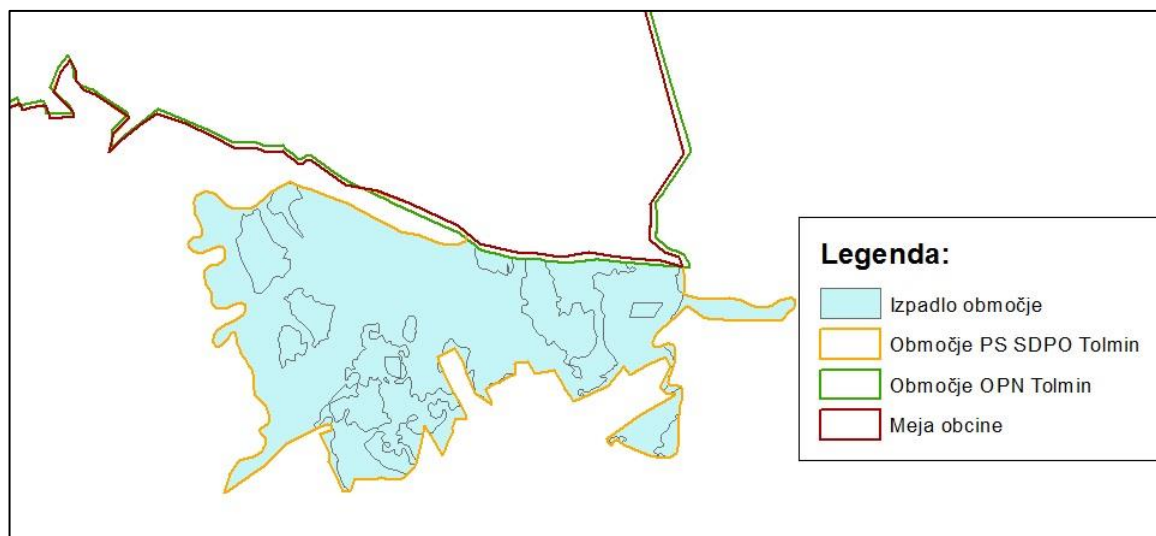 Legenda:
Izpadlo območje
Območje PS SDPO Tolmin
Območje OPN Tolmin
Meja obcine